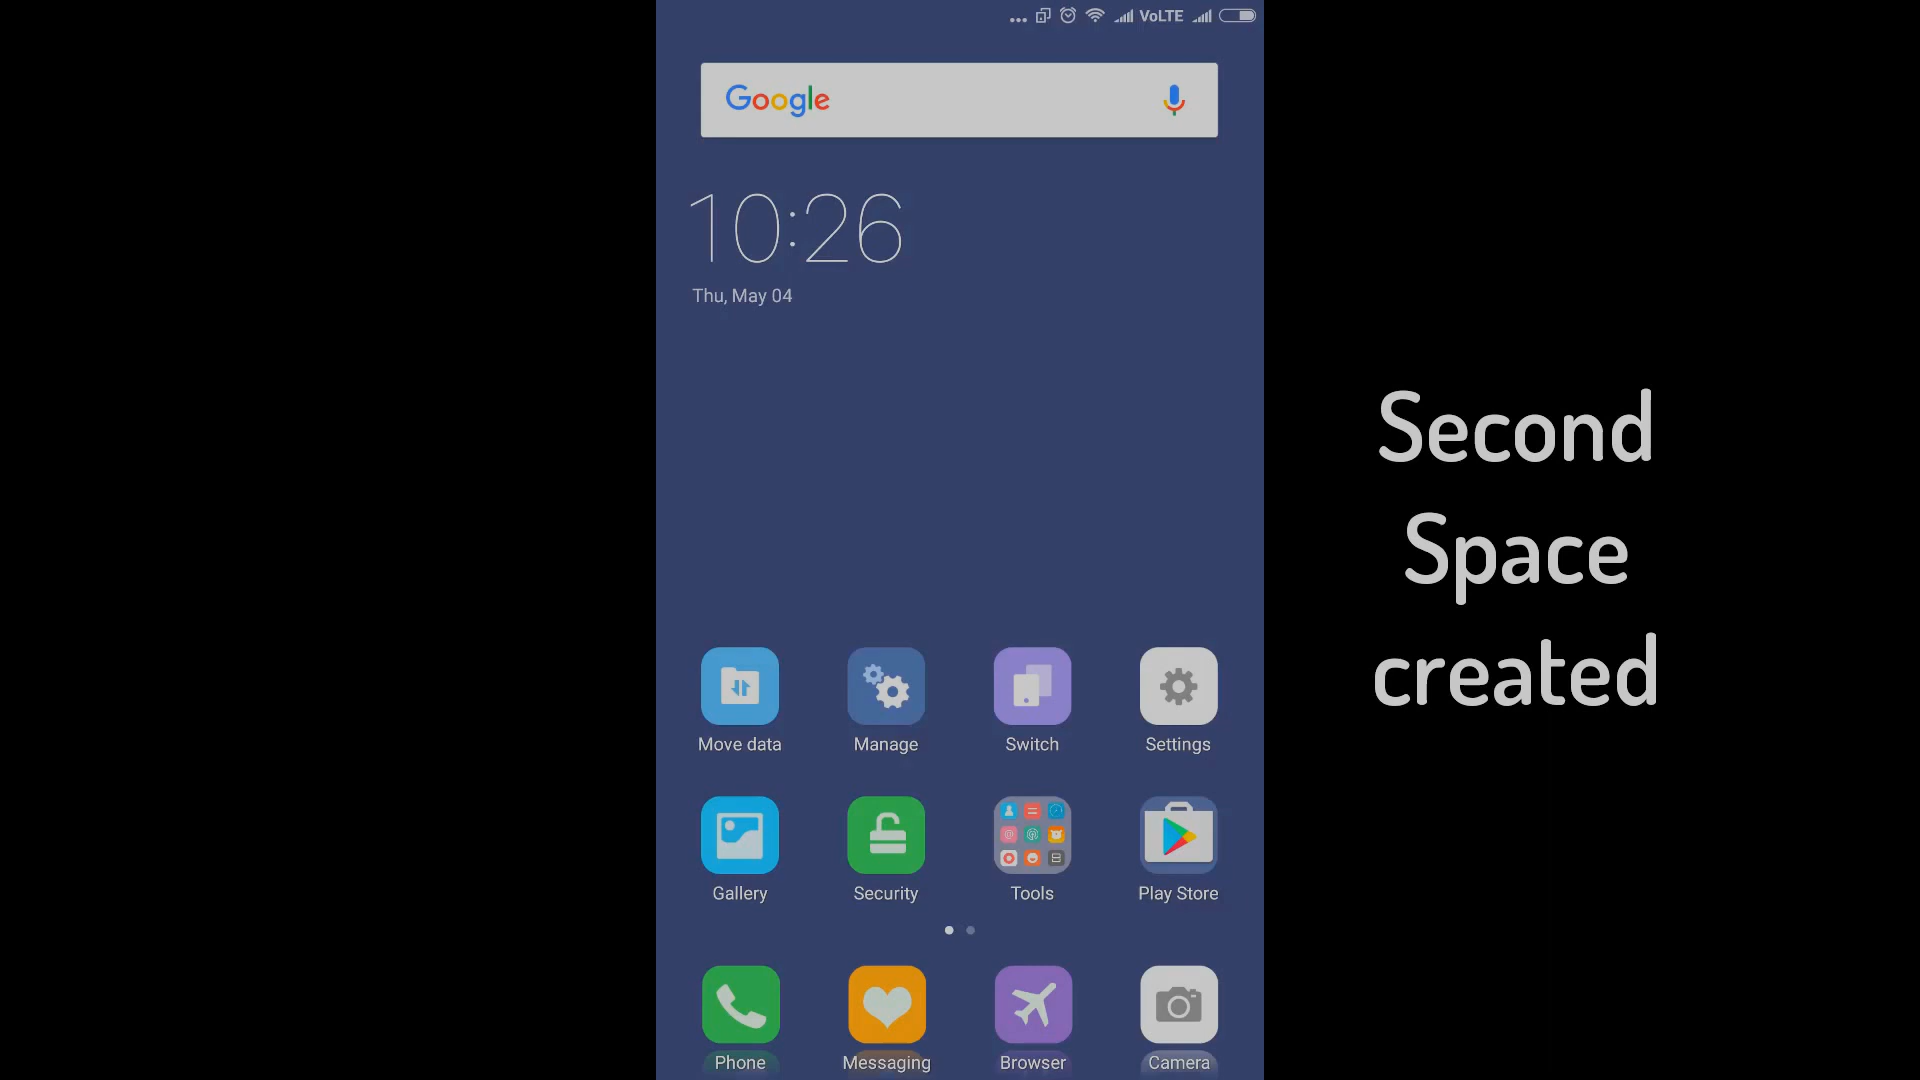 VoLTE
Google
10:26
Thu, May 04
Second
Space
created
Move data
Manage
Switch
Settings
Gallery
Security
Tools
Play Store
Phone
Messaging
Browser
Camera